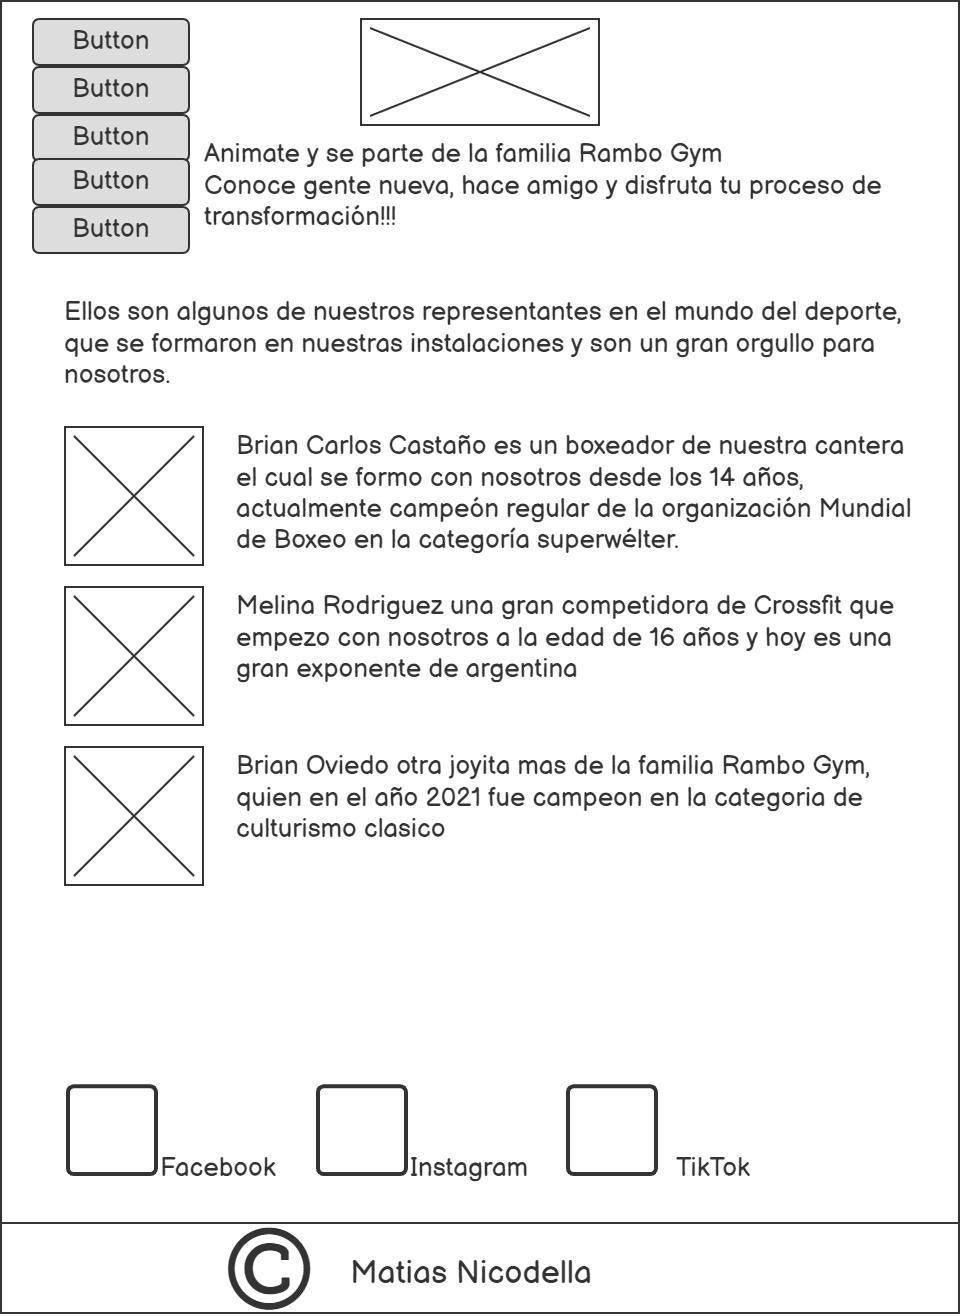 Button
Button
Button
Button
Button
Animate y se parte de la familia Rambo Gym
Conoce gente nueva, hace amigo y disfruta tu proceso de
transformación!!!
Ellos son algunos de nuestros representantes en el mundo del deporte,
que se formaron en nuestras instalaciones y son un gran orgullo para
nosotros.
Brian Carlos Castaño es un boxeador de nuestra cantera
el cual se formo con nosotros desde los 14 años,
actualmente campeón regular de la organización Mundial
de Boxeo en la categoría superwélter.
Melina Rodriguez una gran competidora de Crossfit que
empezo con nosotros a la edad de 16 años y hoy es una
gran exponente de argentina
Brian Oviedo otra joyita mas de la familia Rambo Gym,
quien en el año 2021 fue campeon en la categoria de
culturismo clasico
Facebook
Instagram
TikTok
© Matias Nicodella